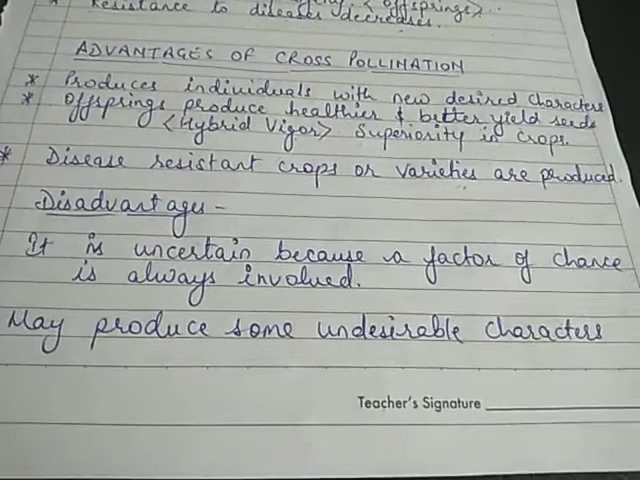 <offsprings>..
Resistance to diseases decreases.
ADVANTAGES OF CROSS POLLINATION
* Produces individuals with new desired characters
* Offsprings produce healthier & better yield seeds
<Hybrid Vigor> Superiority in crops.
* Disease resistant crops or varieties are produced.
Disadvantages -
It is uncertain because a factor of chance
is always involved.
May produce some undesirable characters
Teacher's Signature